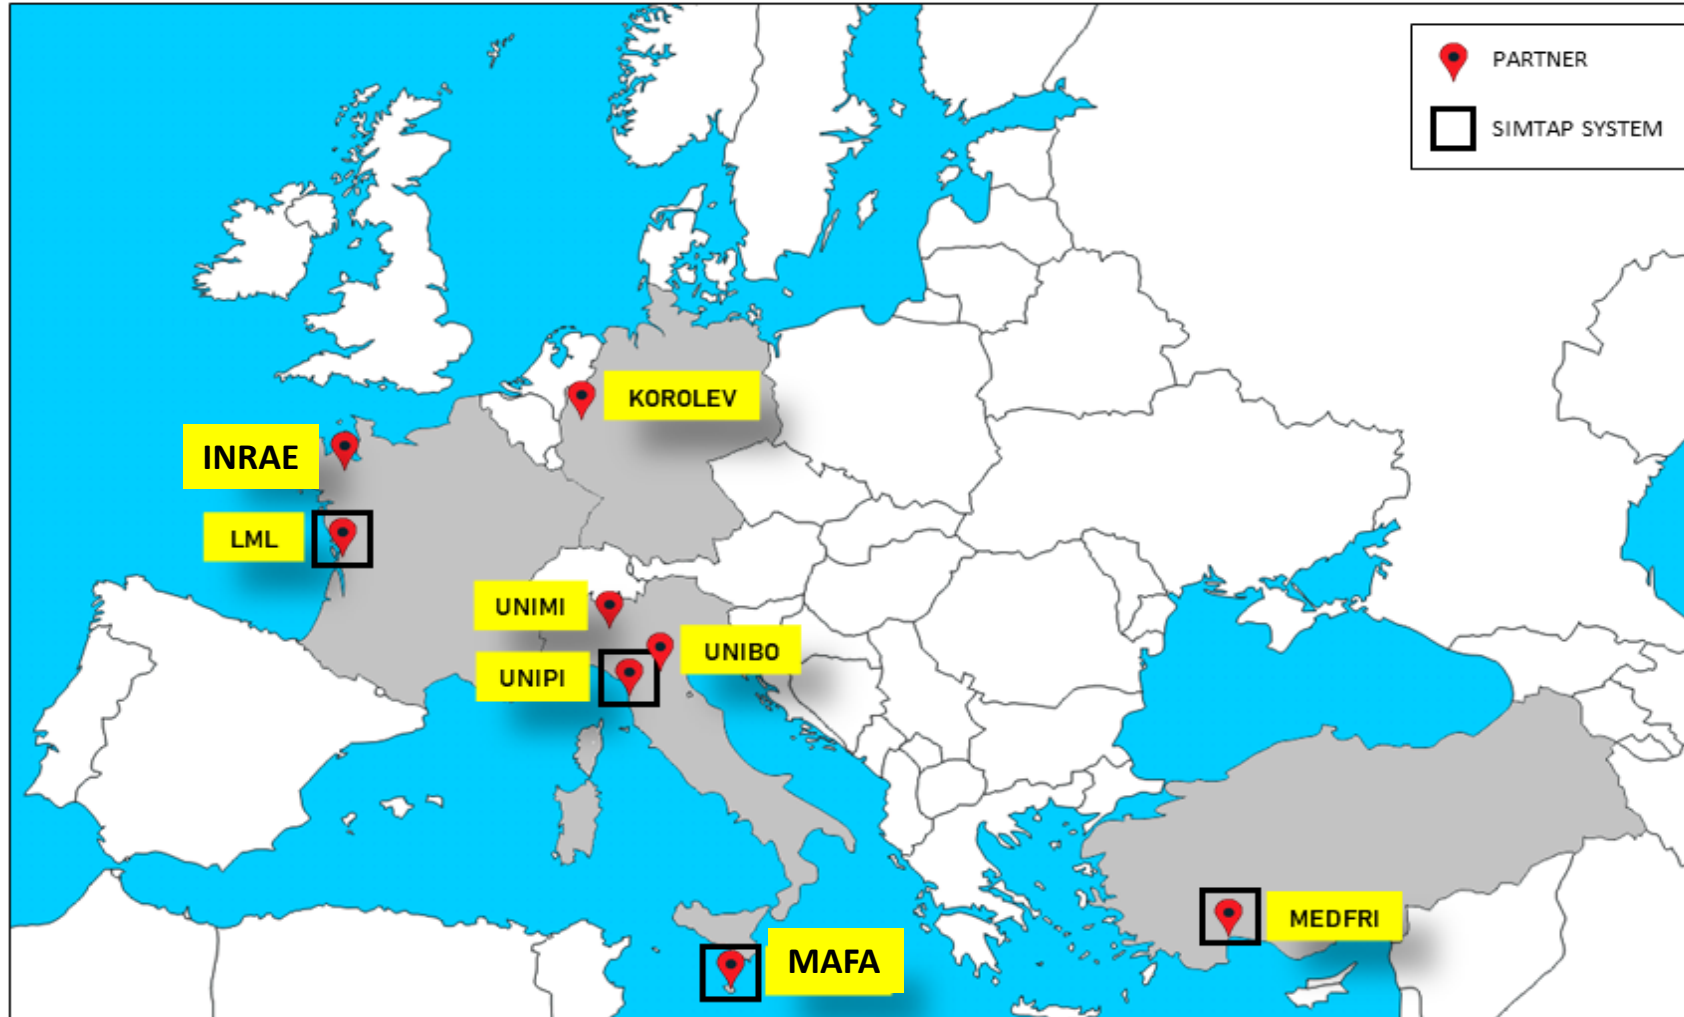 PARTNER
SIMTAP SYSTEM
KOROLEV
INRAE
LML
UNIMI
UNIBO
UNIPI
MEDFRI
MAFA